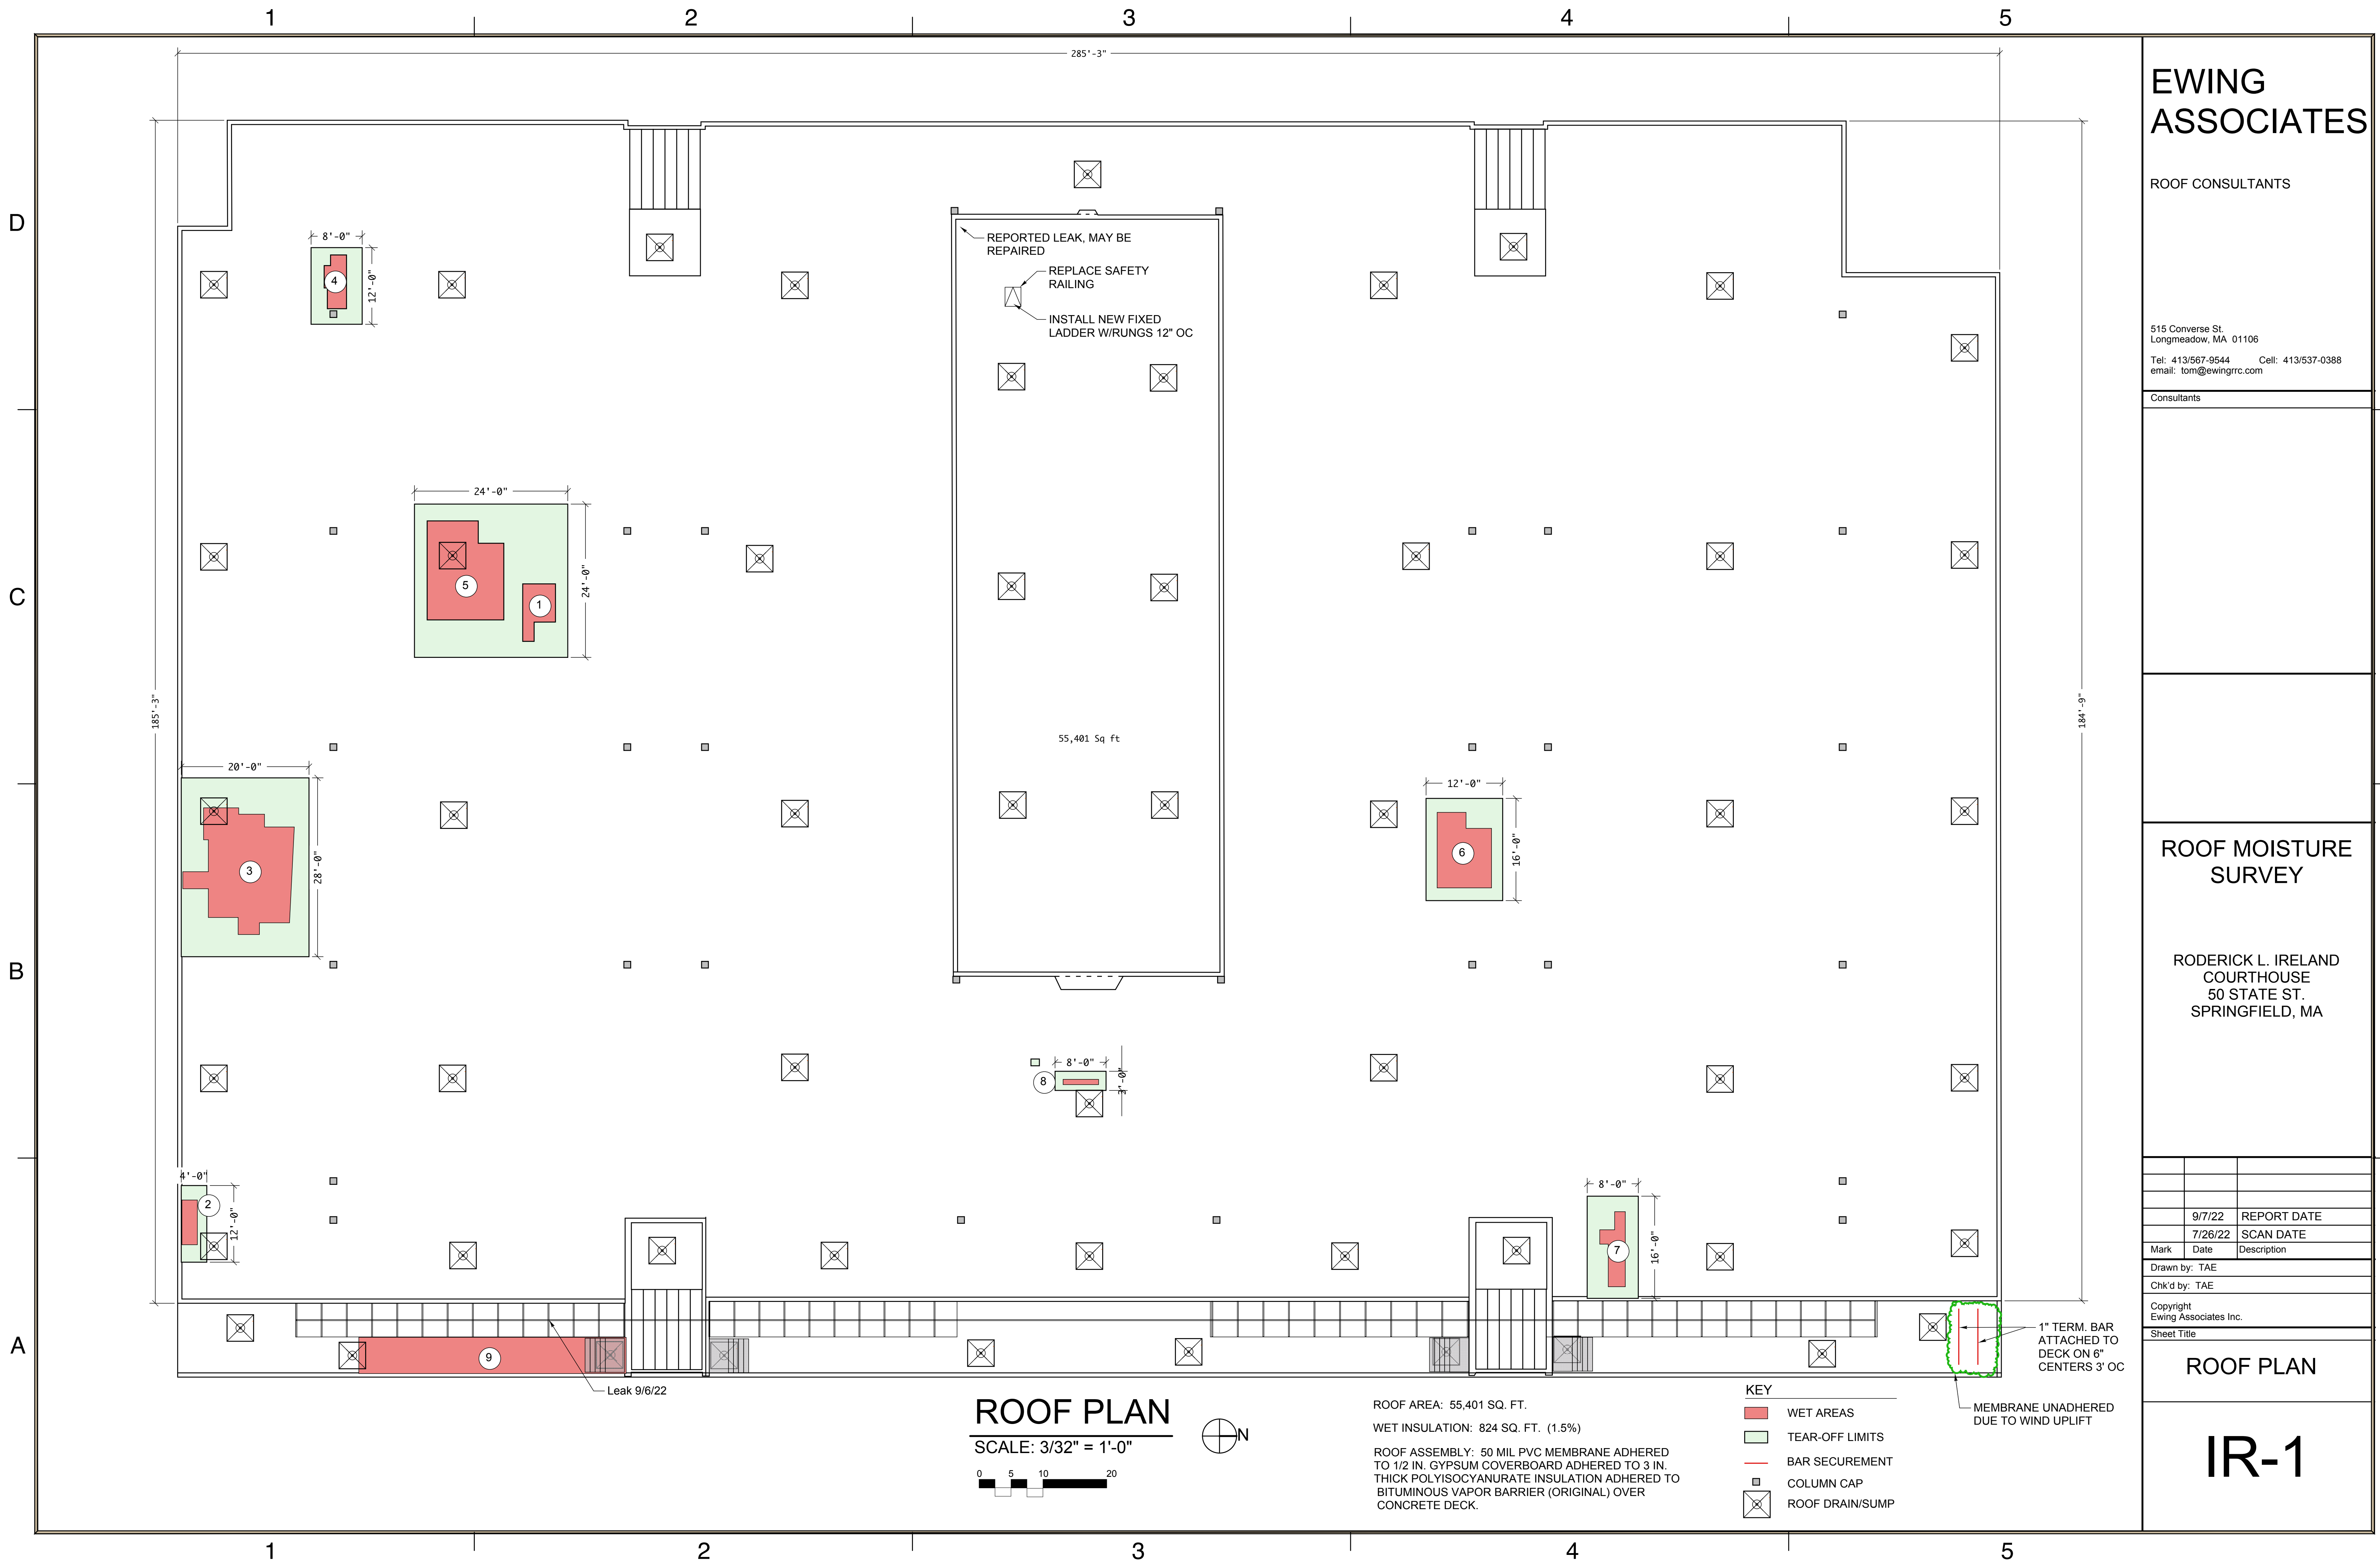 1 2 3 4 5
285'-3"
D
C
B
A
185'-3"
184'-9"
8'-0"
4
12'-0"
REPORTED LEAK, MAY BE
REPAIRED
REPLACE SAFETY
RAILING
INSTALL NEW FIXED
LADDER W/RUNGS 12" OC
24'-0"
5
1
24'-0"
55,401 Sq ft
20'-0"
3
28'-0"
12'-0"
6
16'-0"
8'-0"
8
4'-0"
2
12'-0"
8'-0"
7
16'-0"
9
Leak 9/6/22
1" TERM. BAR
ATTACHED TO
DECK ON 6"
CENTERS 3' OC
MEMBRANE UNADHERED
DUE TO WIND UPLIFT
ROOF PLAN
SCALE: 3/32" = 1'-0"
N
0 5 10 20
ROOF AREA: 55,401 SQ. FT.
WET INSULATION: 824 SQ. FT. (1.5%)
ROOF ASSEMBLY: 50 MIL PVC MEMBRANE ADHERED
TO 1/2 IN. GYPSUM COVERBOARD ADHERED TO 3 IN.
THICK POLYISOCYANURATE INSULATION ADHERED TO
BITUMINOUS VAPOR BARRIER (ORIGINAL) OVER
CONCRETE DECK.
KEY
WET AREAS
TEAR-OFF LIMITS
BAR SECUREMENT
COLUMN CAP
ROOF DRAIN/SUMP
1 2 3 4 5
EWING
ASSOCIATES
ROOF CONSULTANTS
515 Converse St.
Longmeadow, MA 01106
Tel: 413/567-9544 Cell: 413/537-0388
email: tom@ewingrrc.com
Consultants
ROOF MOISTURE
SURVEY
RODERICK L. IRELAND
COURTHOUSE
50 STATE ST.
SPRINGFIELD, MA
9/7/22 REPORT DATE
7/26/22 SCAN DATE
Mark Date Description
Drawn by: TAE
Chk'd by: TAE
Copyright
Ewing Associates Inc.
Sheet Title
ROOF PLAN
IR-1